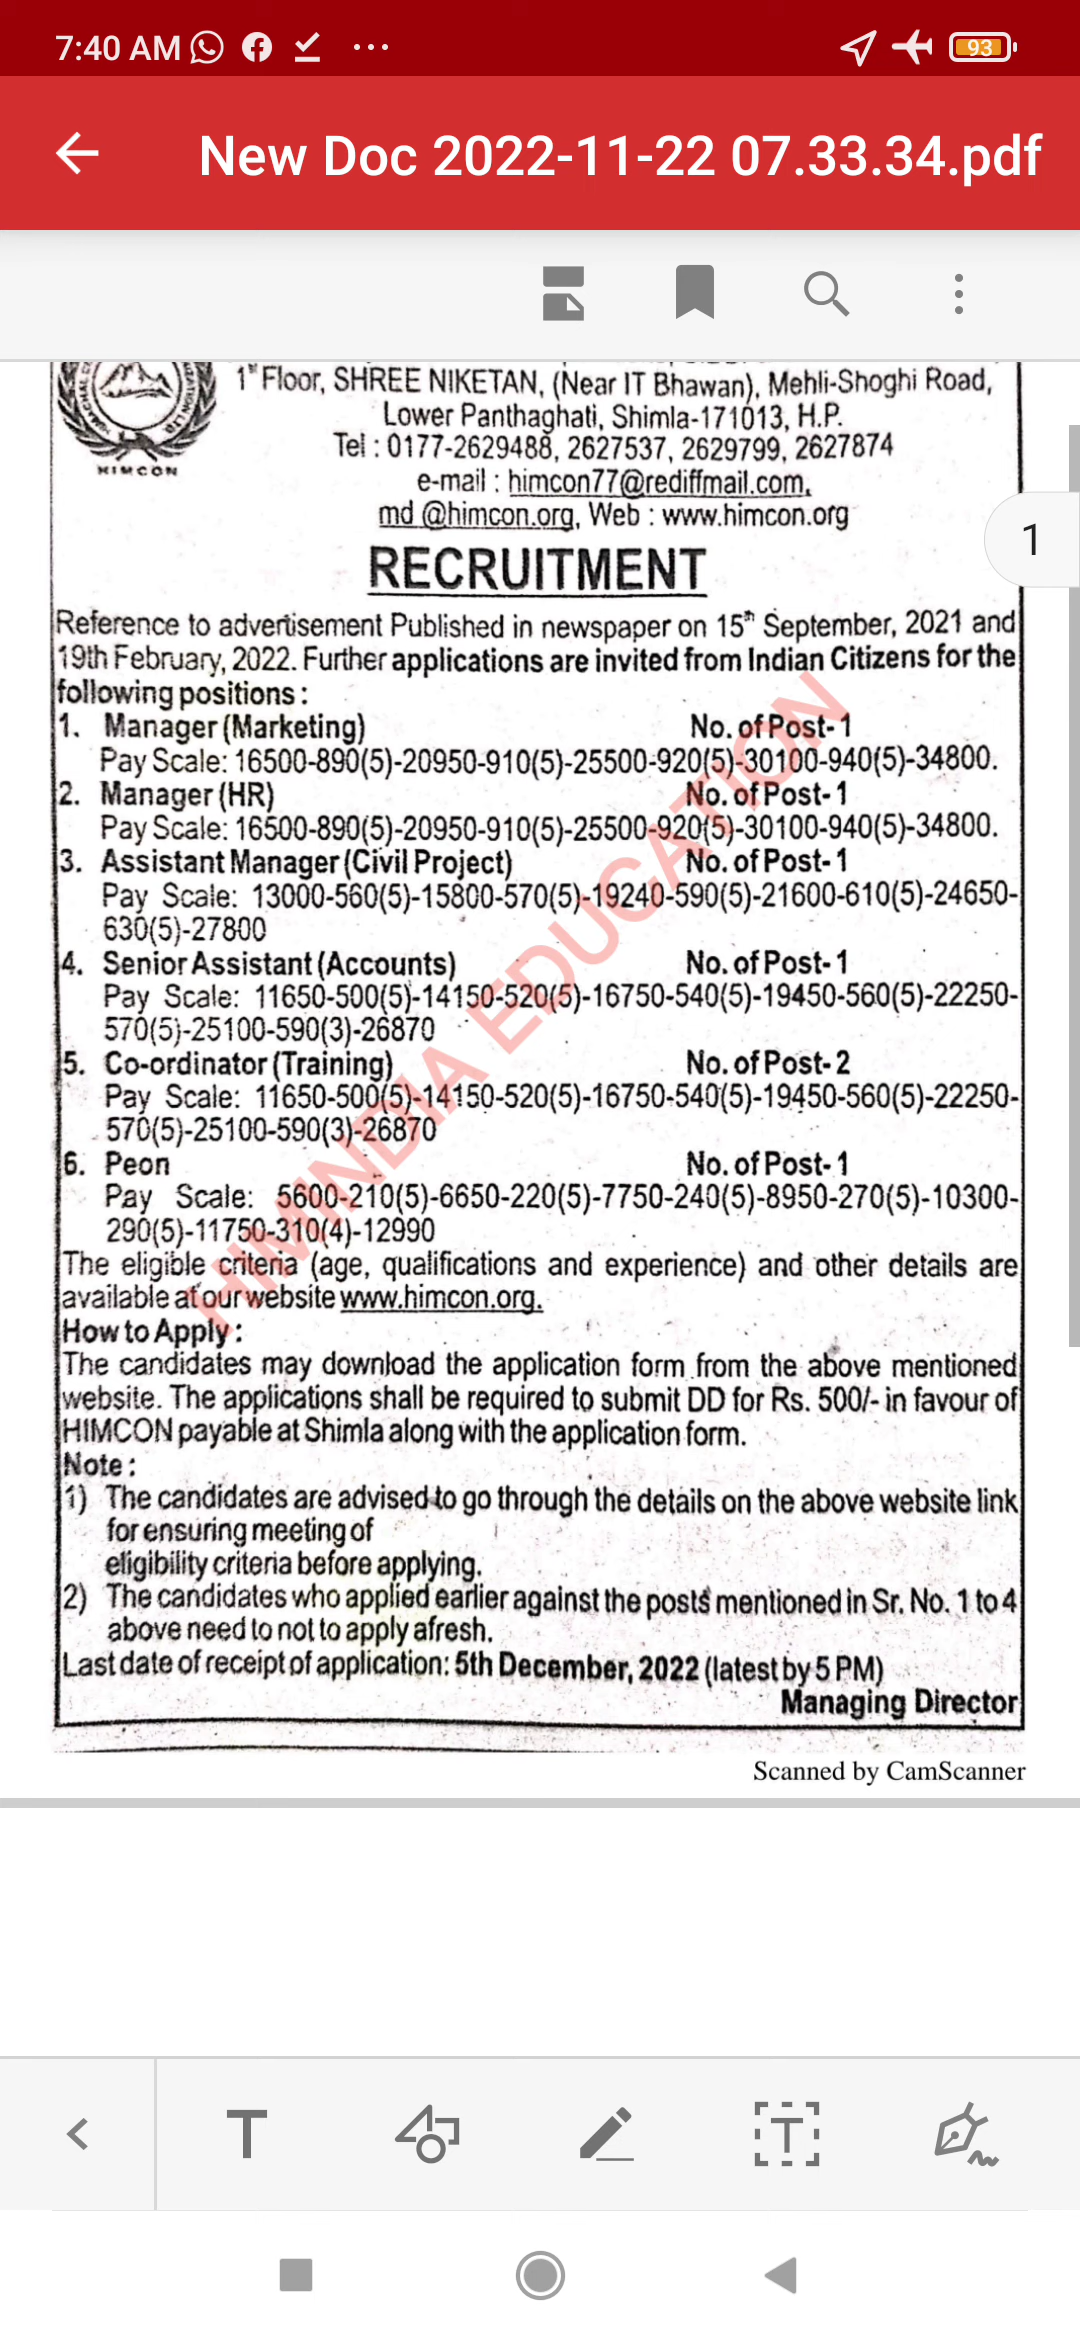 7:40 AM
93
New Doc 2022-11-22 07.33.34.pdf
1st Floor, SHREE NIKETAN, (Near IT Bhawan), Mehli-Shoghi Road,
Lower Panthaghati, Shimla-171013, H.P.
Tel : 0177-2629488, 2627537, 2629799, 2627874
HIMCON
e-mail : himcon77@rediffmail.com,
md @himcon.org, Web : www.himcon.org
1
RECRUITMENT
Reference to advertisement Published in newspaper on 15th September, 2021 and
19th February, 2022. Further applications are invited from Indian Citizens for the
following positions :
1. Manager (Marketing) No. of Post- 1
Pay Scale: 16500-890(5)-20950-910(5)-25500-920(5)-30100-940(5)-34800.
2. Manager (HR) No. of Post- 1
Pay Scale: 16500-890(5)-20950-910(5)-25500-920(5)-30100-940(5)-34800.
3. Assistant Manager (Civil Project) No. of Post- 1
Pay Scale: 13000-560(5)-15800-570(5)-19240-590(5)-21600-610(5)-24650-
630(5)-27800
4. Senior Assistant (Accounts) No. of Post- 1
Pay Scale: 11650-500(5)-14150-520(5)-16750-540(5)-19450-560(5)-22250-
570(5)-25100-590(3)-26870
5. Co-ordinator (Training) No. of Post- 2
Pay Scale: 11650-500(5)-14150-520(5)-16750-540(5)-19450-560(5)-22250-
570(5)-25100-590(3)-26870
6. Peon No. of Post- 1
Pay Scale: 5600-210(5)-6650-220(5)-7750-240(5)-8950-270(5)-10300-
290(5)-11750-310(4)-12990
HIMINDIA EDUCATION
The eligible criteria (age, qualifications and experience) and other details are
available at our website www.himcon.org.
How to Apply :
The candidates may download the application form from the above mentioned
website. The applications shall be required to submit DD for Rs. 500/- in favour of
HIMCON payable at Shimla along with the application form.
Note :
1) The candidates are advised to go through the details on the above website link
for ensuring meeting of
eligibility criteria before applying.
2) The candidates who applied earlier against the posts mentioned in Sr. No. 1 to 4
above need to not to apply afresh.
Last date of receipt of application: 5th December, 2022 (latest by 5 PM)
Managing Director
Scanned by CamScanner